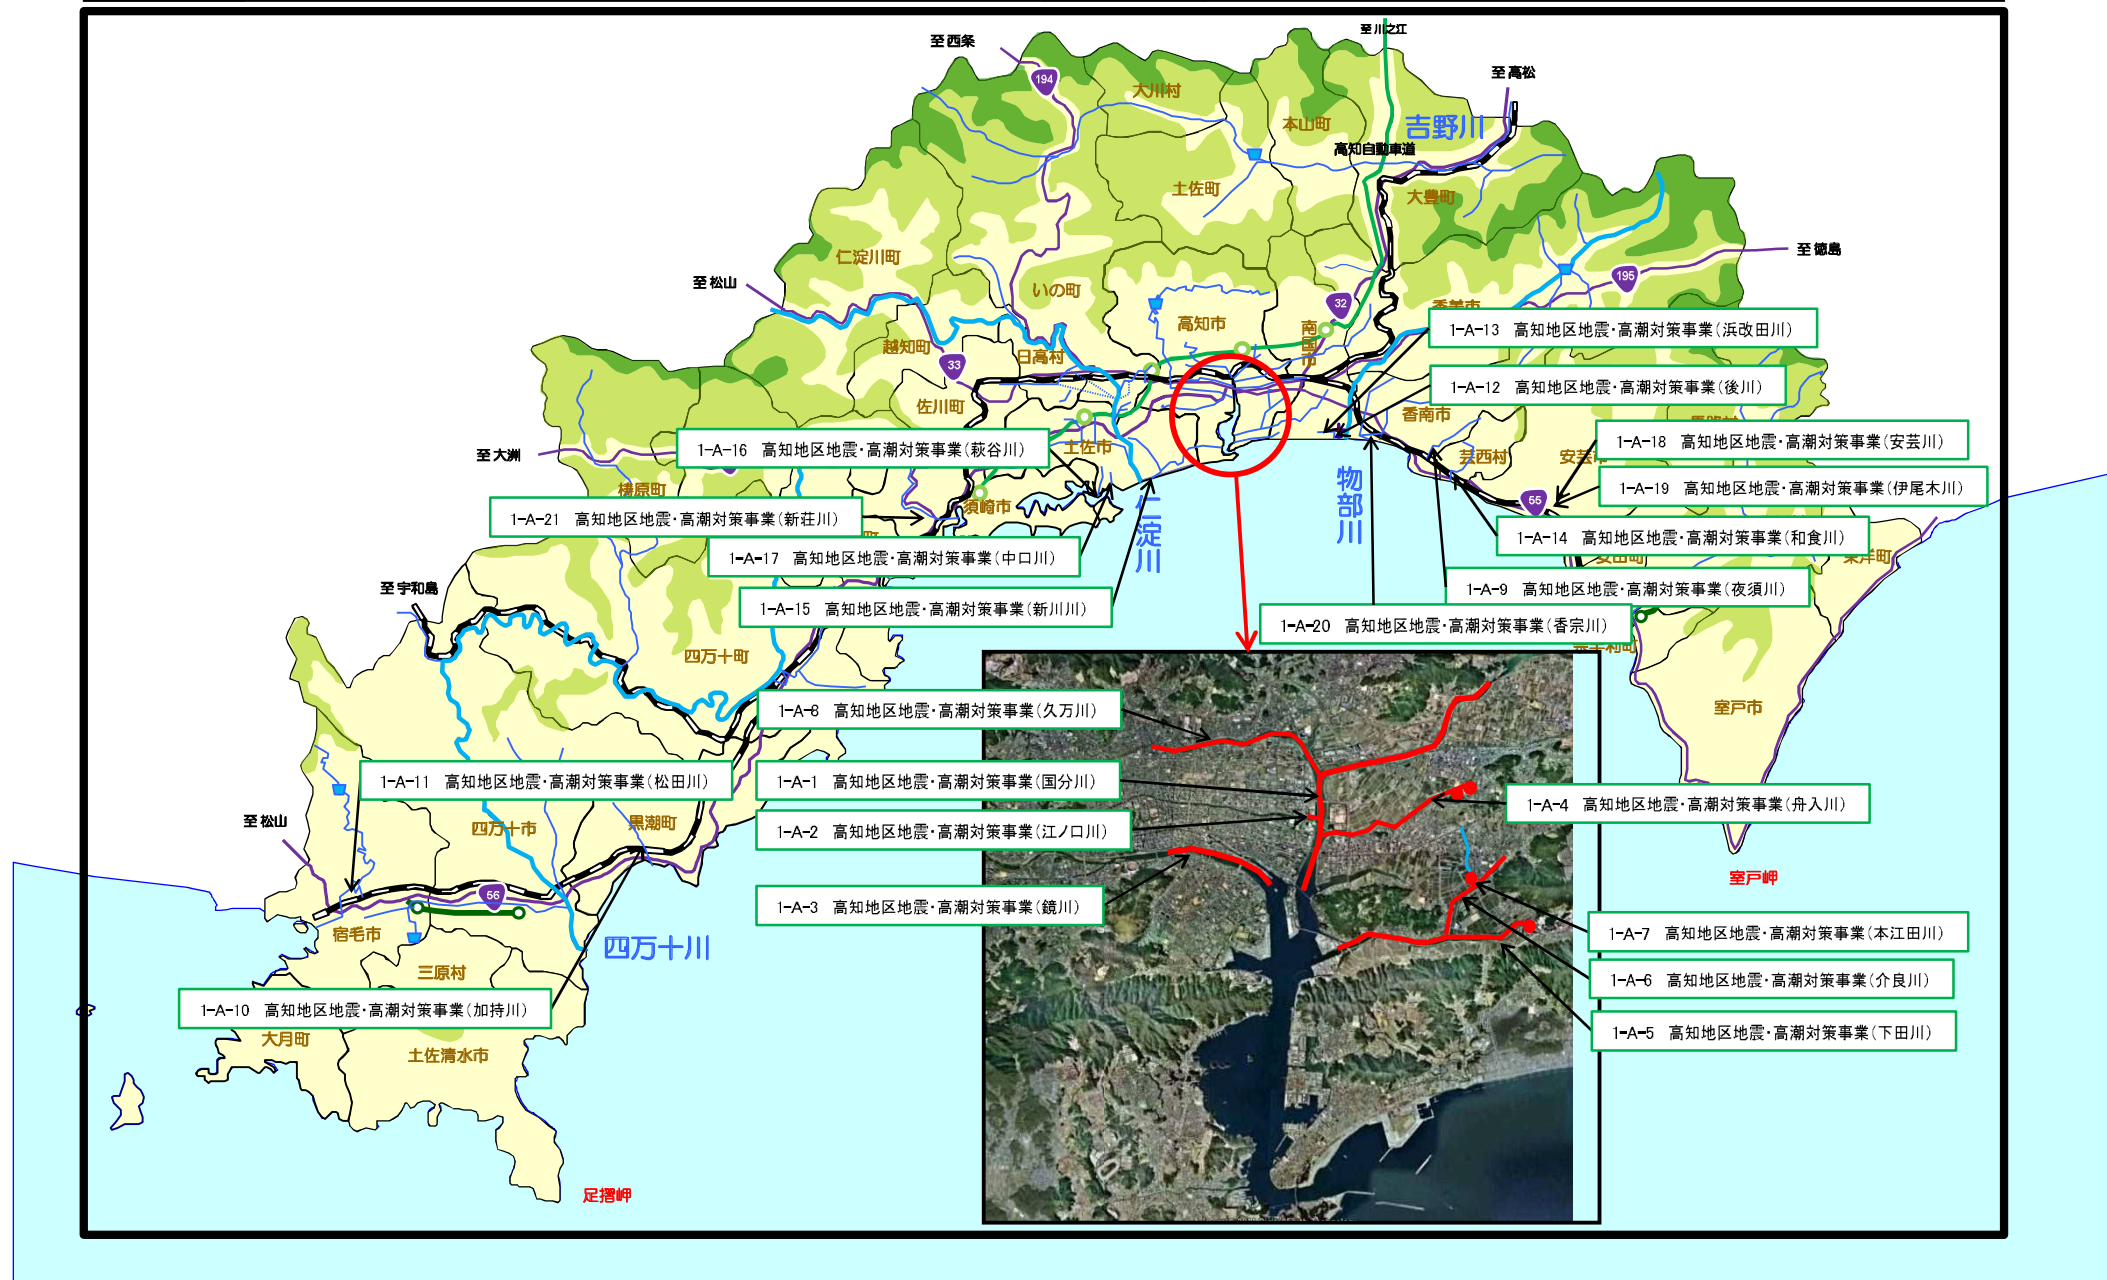 至 川之江
至 西条
至 高松
194
大川村
本山町
吉野川
高知自動車道
土佐町
大豊町
仁淀川町
至 徳島
至 松山
いの町
195
32
高知市
南国市
1-A-13 高知地区地震・高潮対策事業(浜改田川)
越知町
日高村
33
1-A-12 高知地区地震・高潮対策事業(後川)
佐川町
香南市
1-A-16 高知地区地震・高潮対策事業(萩谷川)
土佐市
1-A-18 高知地区地震・高潮対策事業(安芸川)
至 大洲
芸西村
安芸市
梼原町
物部川
1-A-19 高知地区地震・高潮対策事業(伊尾木川)
55
須崎市
仁淀川
1-A-21 高知地区地震・高潮対策事業(新荘川)
1-A-14 高知地区地震・高潮対策事業(和食川)
1-A-17 高知地区地震・高潮対策事業(中口川)
安田町
東洋町
至 宇和島
1-A-9 高知地区地震・高潮対策事業(夜須川)
1-A-15 高知地区地震・高潮対策事業(新川川)
1-A-20 高知地区地震・高潮対策事業(香宗川)
四万十町
室戸市
1-A-8 高知地区地震・高潮対策事業(久万川)
1-A-11 高知地区地震・高潮対策事業(松田川)
1-A-1 高知地区地震・高潮対策事業(国分川)
1-A-4 高知地区地震・高潮対策事業(舟入川)
至 松山
四万十市
黒潮町
1-A-2 高知地区地震・高潮対策事業(江ノ口川)
室戸岬
56
1-A-3 高知地区地震・高潮対策事業(鏡川)
宿毛市
四万十川
1-A-7 高知地区地震・高潮対策事業(本江田川)
三原村
1-A-6 高知地区地震・高潮対策事業(介良川)
1-A-10 高知地区地震・高潮対策事業(加持川)
1-A-5 高知地区地震・高潮対策事業(下田川)
大月町
土佐清水市
足摺岬